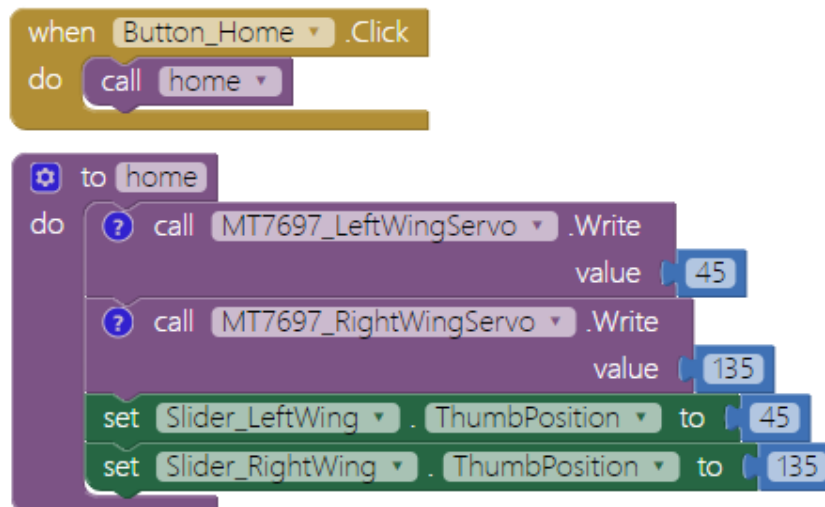 when Button_Home .Click
do call home
to home
do ? call MT7697_LeftWingServo .Write
value 45
? call MT7697_RightWingServo .Write
value 135
set Slider_LeftWing . ThumbPosition to 45
set Slider_RightWing . ThumbPosition to 135